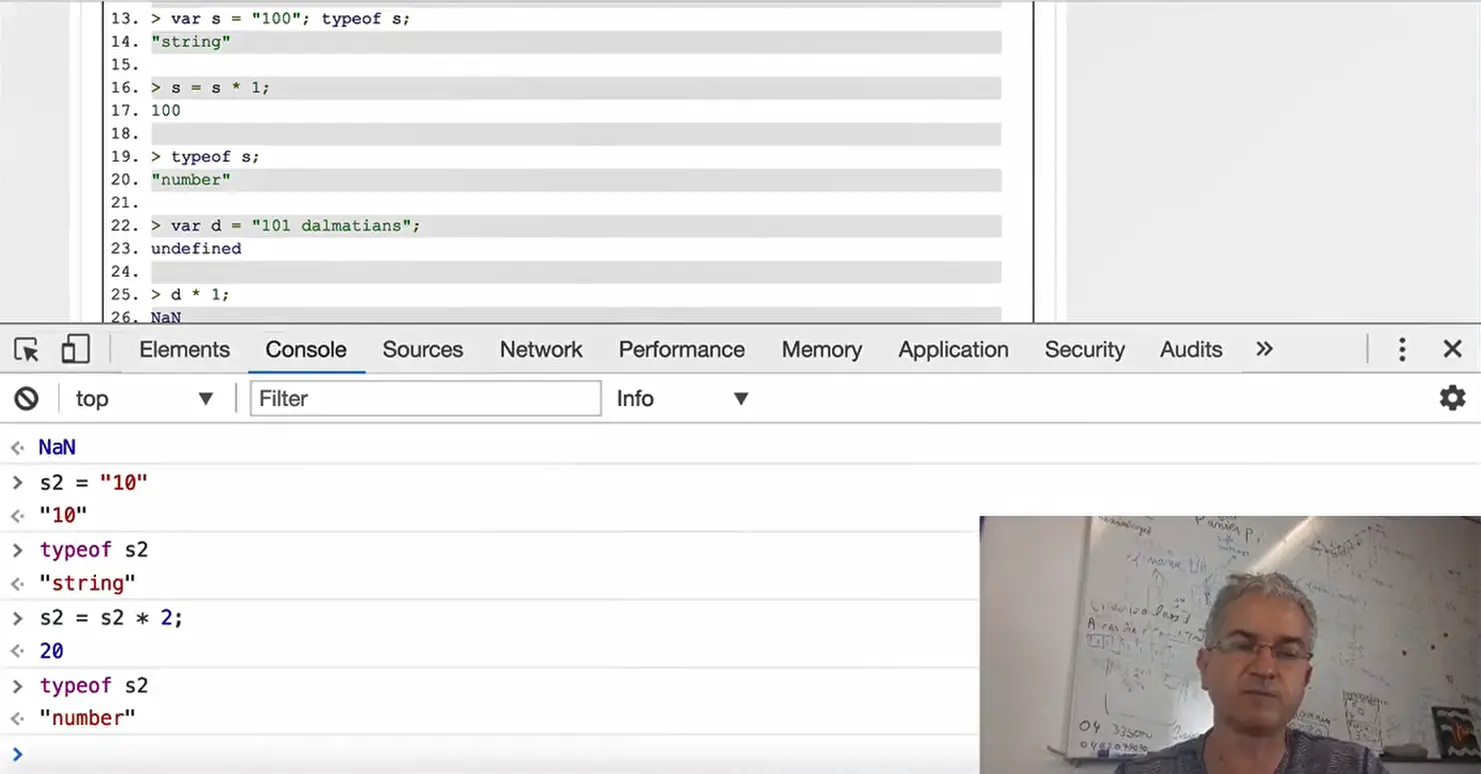 13. > var s = "100"; typeof s;
14. "string"
15.
16. > s = s * 1;
17. 100
18.
19. > typeof s;
20. "number"
21.
22. > var d = "101 dalmatians";
23. undefined
24.
25. > d * 1;
26. NaN
Elements Console Sources Network Performance Memory Application Security Audits »
top ▼ Filter Info ▼
NaN
> s2 = "10"
"10"
> typeof s2
"string"
> s2 = s2 * 2;
20
> typeof s2
"number"
>